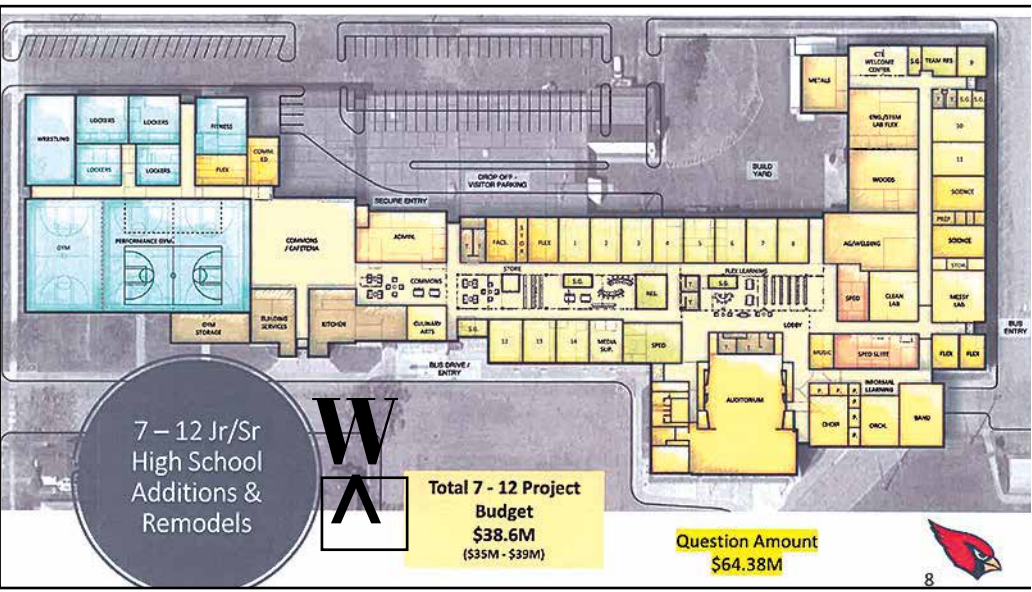 CTE
WELCOME
CENTER
S.G.
TEAM RES.
9
METALS
T. T. S.G. S.G.
ENG./STEM
LAB FLEX
10
WRESTLING
LOCKERS
LOCKERS
FITNESS
LOCKERS
LOCKERS
FLEX
COMM.
ED
11
DROP OFF -
VISITOR PARKING
BUILD
YARD
WOODS
SCIENCE
SECURE ENTRY
PREP
GYM
PERFORMANCE GYM
COMMONS
/ CAFETERIA
ADMIN.
T. T.
FACS.
STOR
FLEX
1
2
3
4
5
6
7
8
AG/WELDING
SCIENCE
STOR.
STORE
FLEX LEARNING
COMMONS
S.G.
RES.
T.
T.
S.G.
SPED
CLEAN
LAB
MESSY
LAB
GYM
STORAGE
BUILDING
SERVICES
KITCHEN
CULINARY
ARTS
S.G.
12
13
14
MEDIA
SUP.
SPED
LOBBY
BUS
ENTRY
MUSIC
SPED SUITE
FLEX
FLEX
BUS DRIVE /
ENTRY
AUDITORIUM
INFORMAL
LEARNING
P. P. P.
P.
P.
P.
CHOIR
ORCH.
BAND
7 – 12 Jr/Sr
High School
Additions &
Remodels
W
Total 7 - 12 Project
Budget
$38.6M
($35M - $39M)
Question Amount
$64.38M
8